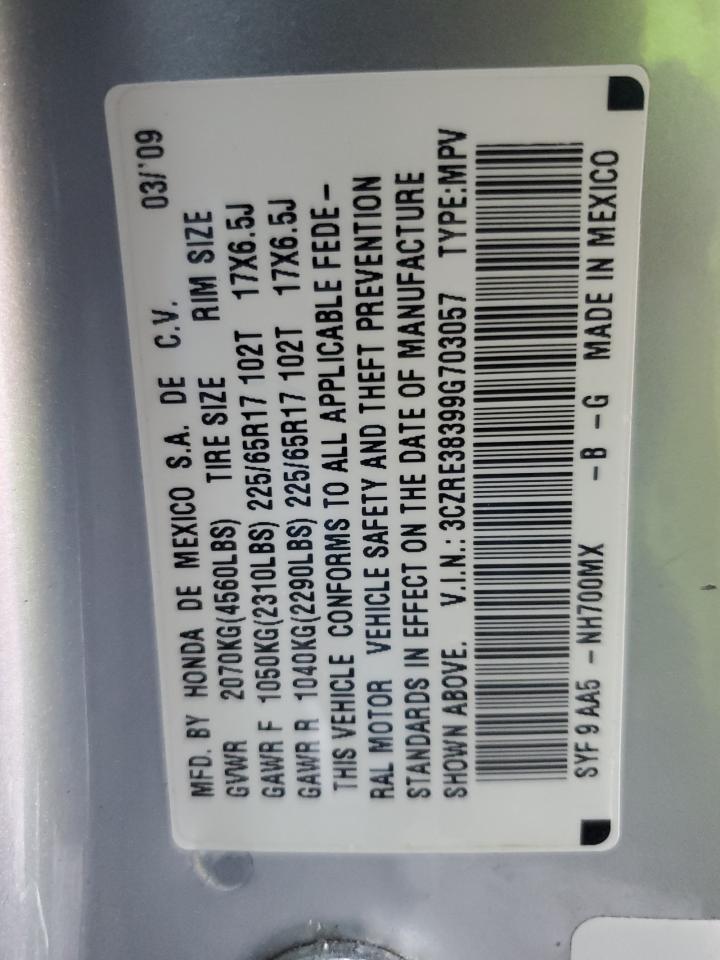 MFD. BY HONDA DE MEXICO S.A. DE C.V. 03/'09
GVWR 2070KG(4560LBS) TIRE SIZE RIM SIZE
GAWR F 1050KG(2310LBS) 225/65R17 102T 17X6.5J
GAWR R 1040KG(2290LBS) 225/65R17 102T 17X6.5J
THIS VEHICLE CONFORMS TO ALL APPLICABLE FEDE-
RAL MOTOR VEHICLE SAFETY AND THEFT PREVENTION
STANDARDS IN EFFECT ON THE DATE OF MANUFACTURE
SHOWN ABOVE. V.I.N.: 3CZRE38399G703057 TYPE:MPV
SYF 9 AA5 -NH700MX -B -G MADE IN MEXICO